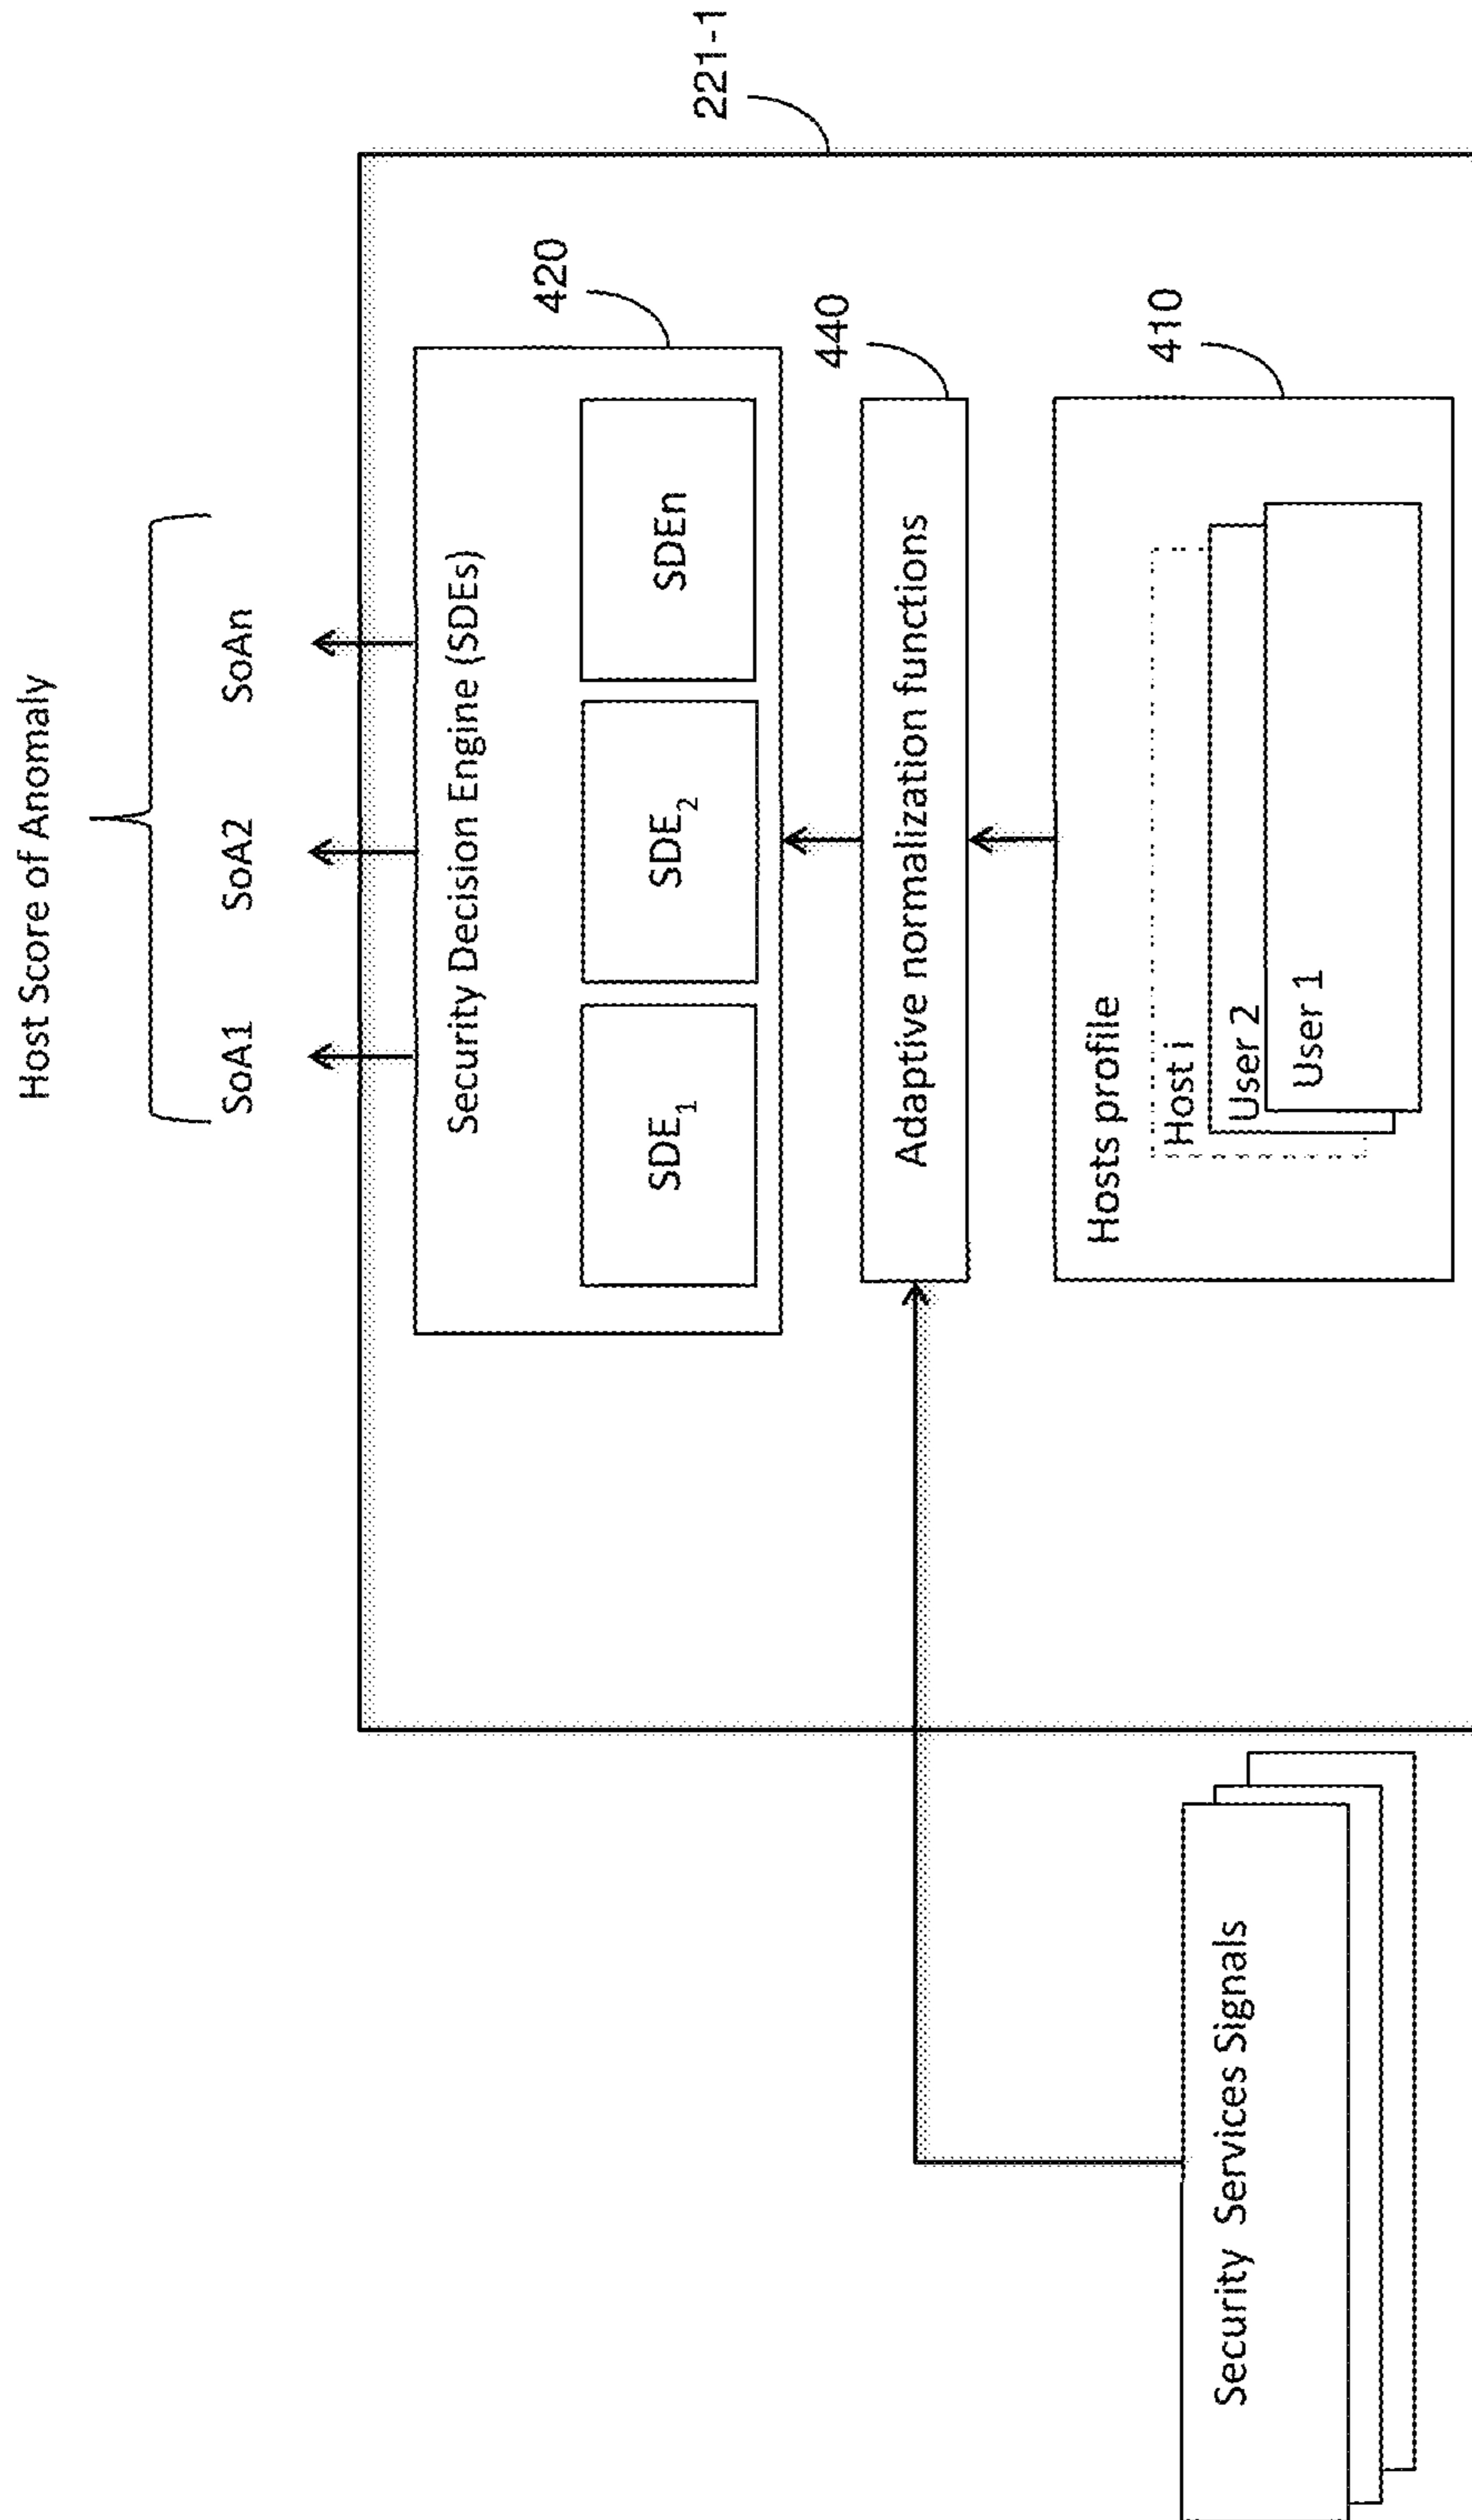 Host Score of Anomaly
SoA1
SoA2
SoAn
221-1
420
Security Decision Engine (SDEs)
SDE₁
SDE₂
SDEn
440
Adaptive normalization functions
410
Hosts profile
Host i
User 2
User 1
Security Services Signals